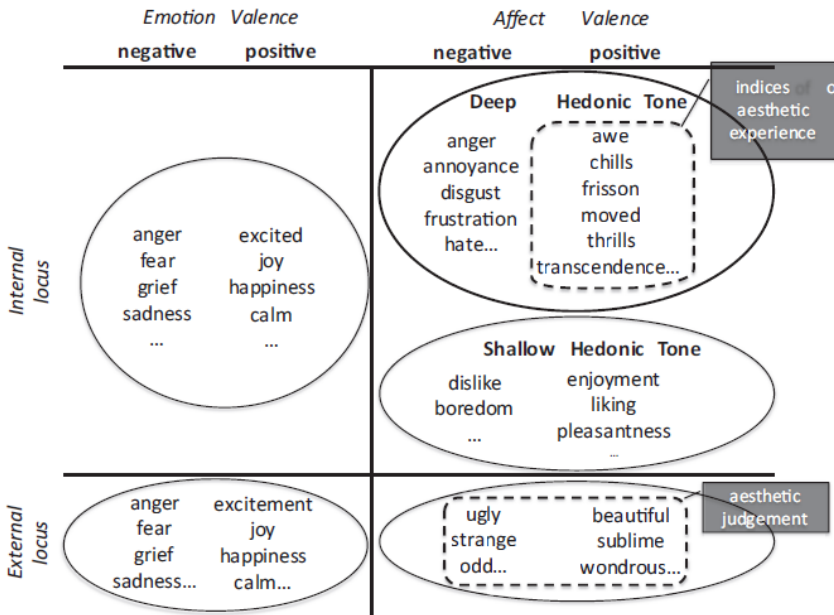 Emotion Valence
negative positive
Affect Valence
negative positive
Internal locus
anger
fear
grief
sadness
...
excited
joy
happiness
calm
...
Deep Hedonic Tone
anger
annoyance
disgust
frustration
hate...
awe
chills
frisson
moved
thrills
transcendence...
indices of o
aesthetic
experience
Shallow Hedonic Tone
dislike
boredom
...
enjoyment
liking
pleasantness
...
External locus
anger
fear
grief
sadness...
excitement
joy
happiness
calm...
ugly
strange
odd...
beautiful
sublime
wondrous...
aesthetic
judgement